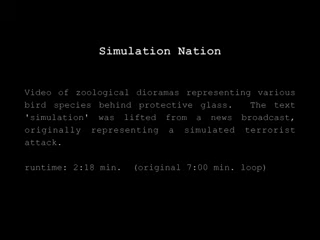 Simulation Nation
Video of zoological dioramas representing various
bird species behind protective glass. The text
'simulation' was lifted from a news broadcast,
originally representing a simulated terrorist
attack.
runtime: 2:18 min. (original 7:00 min. loop)